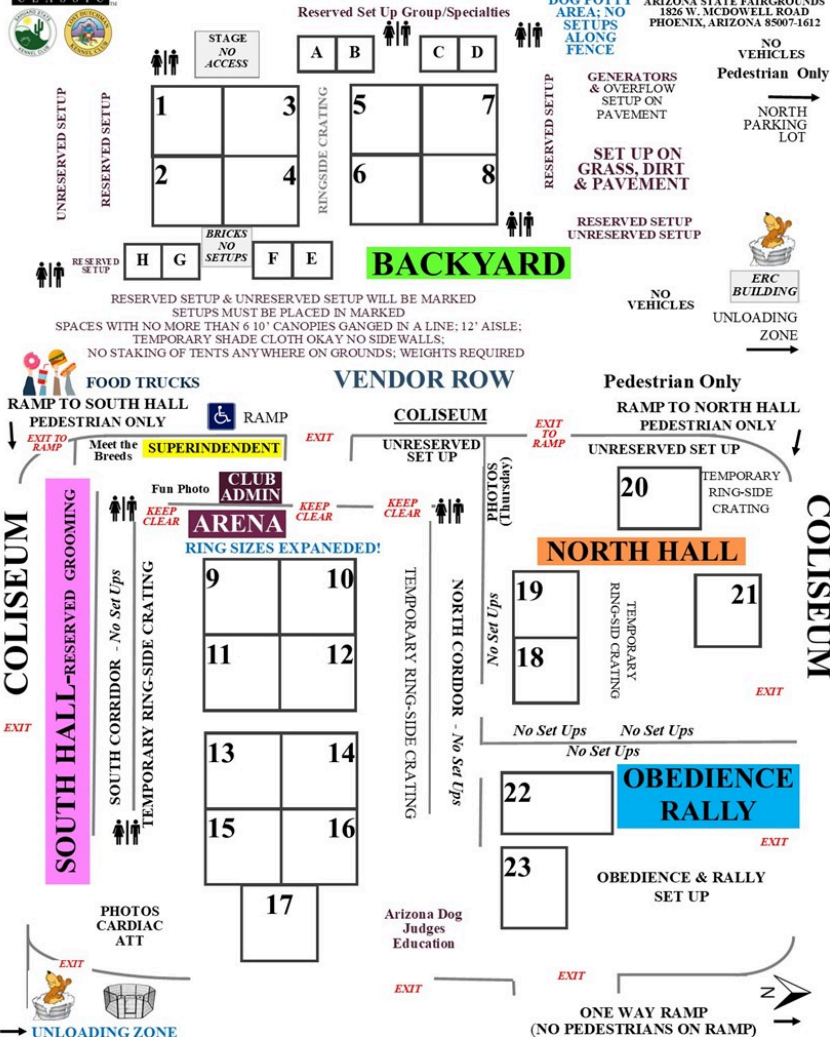 CLASSIC
Reserved Set Up Group/Specialties
DOG POTTY
AREA; NO
SETUPS
ALONG
FENCE
ARIZONA STATE FAIRGROUNDS
1826 W. MCDOWELL ROAD
PHOENIX, ARIZONA 85007-1612
STAGE
NO
ACCESS
A B
C D
NO
VEHICLES
Pedestrian Only
NORTH
PARKING
LOT
UNRESERVED SETUP
RESERVED SETUP
1 3
2 4
RINGSIDE CRATING
5 7
6 8
RESERVED SETUP
GENERATORS
& OVERFLOW
SETUP ON
PAVEMENT
SET UP ON
GRASS, DIRT
& PAVEMENT
RESERVED SETUP
UNRESERVED SETUP
RESERVED
SETUP
H G
BRICKS
NO
SETUPS
F E
BACKYARD
ERC
BUILDING
NO
VEHICLES
UNLOADING
ZONE
RESERVED SETUP & UNRESERVED SETUP WILL BE MARKED
SETUPS MUST BE PLACED IN MARKED
SPACES WITH NO MORE THAN 6 10' CANOPIES GANGED IN A LINE; 12' AISLE;
TEMPORARY SHADE CLOTH OKAY NO SIDEWALLS;
NO STAKING OF TENTS ANYWHERE ON GROUNDS; WEIGHTS REQUIRED
FOOD TRUCKS
VENDOR ROW
Pedestrian Only
RAMP TO SOUTH HALL
PEDESTRIAN ONLY
RAMP
COLISEUM
RAMP TO NORTH HALL
PEDESTRIAN ONLY
EXIT TO
RAMP
Meet the
Breeds
SUPERINDENDENT
EXIT
UNRESERVED
SET UP
EXIT
TO
RAMP
UNRESERVED SET UP
Fun Photo
CLUB
ADMIN
KEEP
CLEAR
ARENA
KEEP
CLEAR
KEEP
CLEAR
PHOTOS
(Thursday)
20
TEMPORARY
RING-SIDE
CRATING
RING SIZES EXPANEDED!
NORTH HALL
COLISEUM
SOUTH HALL-RESERVED GROOMING
SOUTH CORRIDOR - No Set Ups
TEMPORARY RING-SIDE CRATING
9 10
11 12
TEMPORARY RING-SIDE CRATING
NORTH CORIDOR - No Set Ups
No Set Ups
19
18
TEMPORARY
RING-SID CRATING
21
COLISEUM
EXIT
EXIT
13 14
15 16
17
No Set Ups No Set Ups
No Set Ups
22
OBEDIENCE
RALLY
EXIT
23
OBEDIENCE & RALLY
SET UP
PHOTOS
CARDIAC
ATT
Arizona Dog
Judges
Education
EXIT
EXIT
EXIT
N
UNLOADING ZONE
ONE WAY RAMP
(NO PEDESTRIANS ON RAMP)